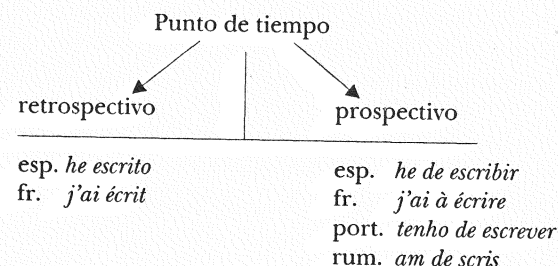 Punto de tiempo
retrospectivo
prospectivo
esp. he escrito
fr. j'ai écrit
esp. he de escribir
fr. j'ai à écrire
port. tenho de escrever
rum. am de scris